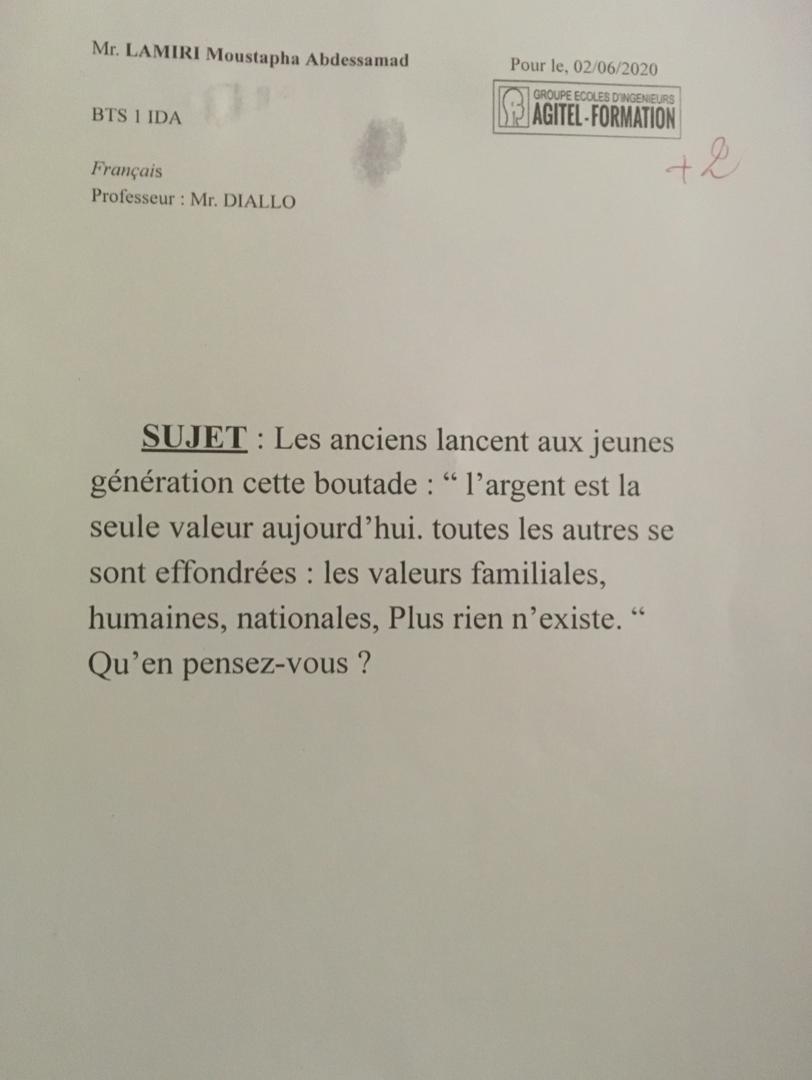 Mr. LAMIRI Moustapha Abdessamad
Pour le, 02/06/2020
GROUPE ECOLES D'INGENIEURS
AGITEL-FORMATION
+2
BTS 1 IDA
Français
Professeur : Mr. DIALLO
SUJET : Les anciens lancent aux jeunes
génération cette boutade : “ l’argent est la
seule valeur aujourd’hui. toutes les autres se
sont effondrées : les valeurs familiales,
humaines, nationales, Plus rien n’existe. “
Qu’en pensez-vous ?